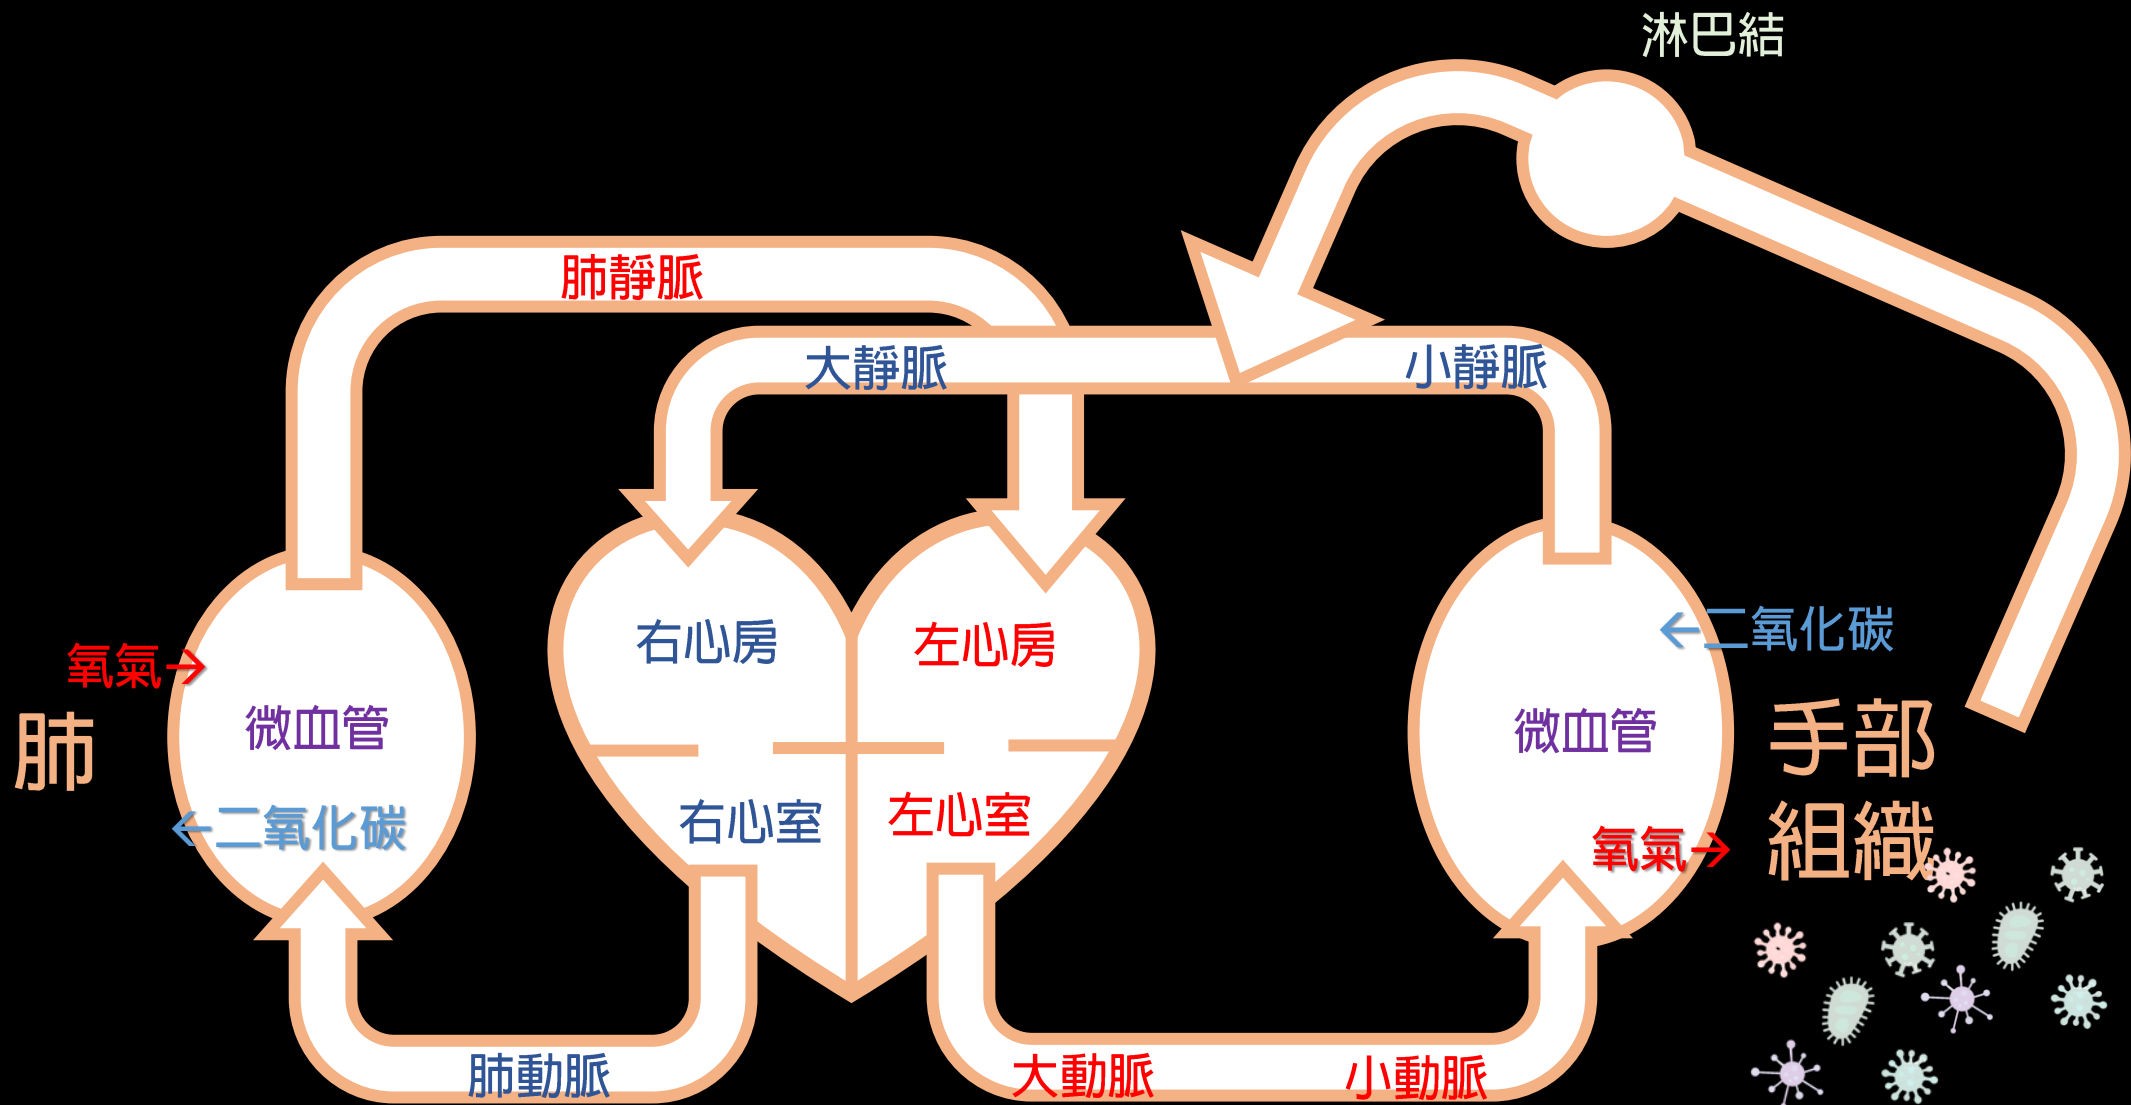 淋巴結
肺靜脈
大靜脈
小靜脈
右心房
左心房
←二氧化碳
氧氣→
肺
微血管
微血管
手部
組織
←二氧化碳
右心室
左心室
氧氣→
肺動脈
大動脈
小動脈